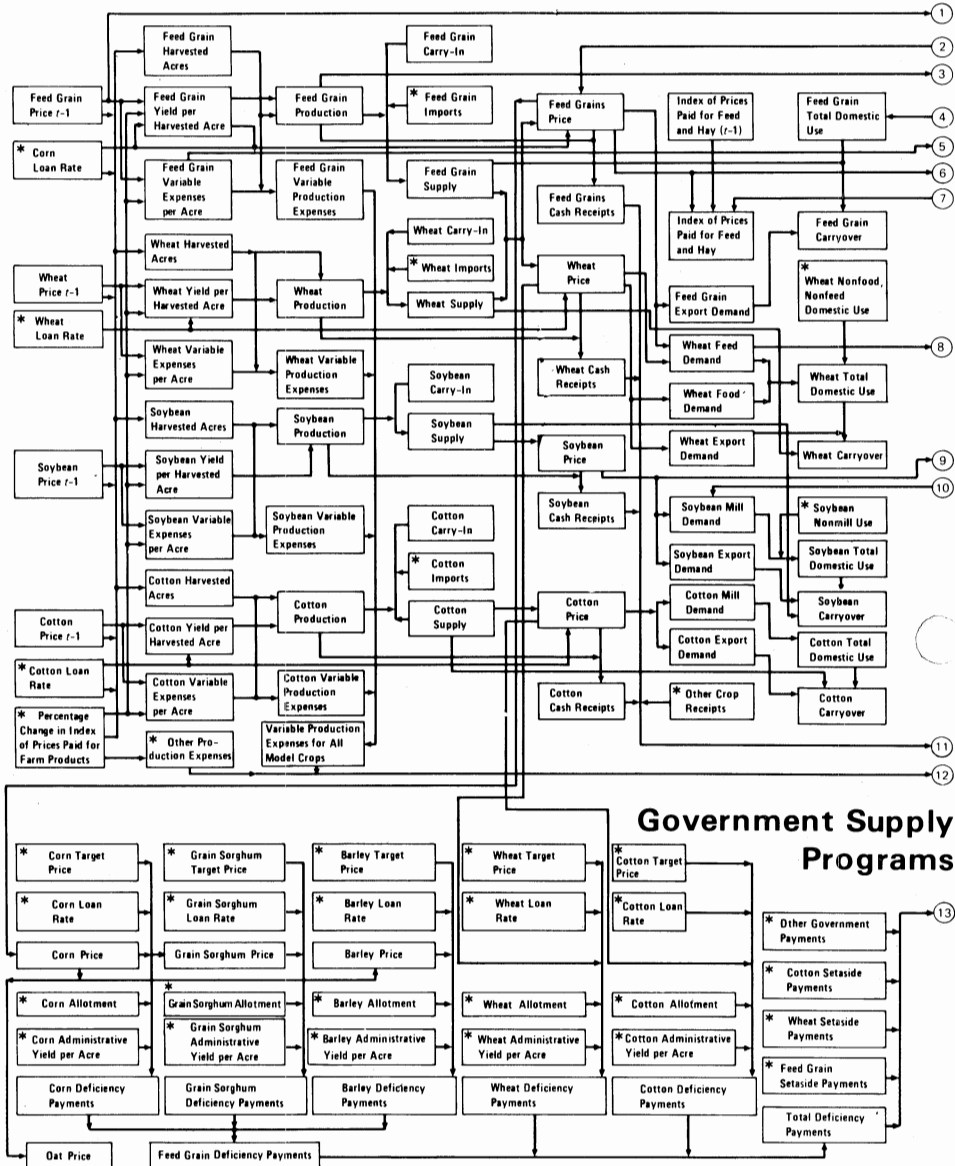 1
Feed Grain
Harvested
Acres
Feed Grain
Carry-In
2
3
Feed Grain
Price t-1
Feed Grain
Yield per
Harvested Acre
Feed Grain
Production
* Feed Grain
Imports
Feed Grains
Price
Index of Prices
Paid for Feed
and Hay (t-1)
Feed Grain
Total Domestic
Use
4
* Corn
Loan Rate
5
Feed Grain
Variable
Expenses
per Acre
Feed Grain
Variable
Production
Expenses
Feed Grain
Supply
Feed Grains
Cash Receipts
6
7
Index of Prices
Paid for Feed
and Hay
Feed Grain
Carryover
Wheat Harvested
Acres
Wheat Carry-In
* Wheat Imports
Wheat
Price t-1
Wheat Yield per
Harvested Acre
Wheat
Production
Wheat Supply
Wheat
Price
Feed Grain
Export Demand
* Wheat Nonfood,
Nonfeed
Domestic Use
* Wheat
Loan Rate
Wheat Variable
Expenses
per Acre
Wheat Variable
Production
Expenses
Soybean
Carry-In
Wheat Cash
Receipts
Wheat Feed
Demand
8
Wheat Food
Demand
Wheat Total
Domestic Use
Soybean
Harvested Acres
Soybean
Production
Soybean
Supply
Soybean
Price
Wheat Export
Demand
Wheat Carryover
9
Soybean
Price t-1
Soybean Yield
per Harvested
Acre
10
Soybean Variable
Expenses
per Acre
Soybean Variable
Production
Expenses
Cotton
Carry-In
Soybean
Cash Receipts
Soybean Mill
Demand
* Soybean
Nonmill Use
Soybean Export
Demand
Soybean Total
Domestic Use
Cotton Harvested
Acres
* Cotton
Imports
Cotton
Price t-1
Cotton Yield per
Harvested Acre
Cotton
Production
Cotton
Supply
Cotton
Price
Cotton Mill
Demand
Soybean
Carryover
Cotton Export
Demand
Cotton Total
Domestic Use
* Cotton Loan
Rate
Cotton Variable
Expenses
per Acre
Cotton Variable
Production
Expenses
Cotton
Cash Receipts
* Other Crop
Receipts
Cotton
Carryover
* Percentage
Change in Index
of Prices Paid for
Farm Products
* Other Pro-
duction Expenses
Variable Production
Expenses for All
Model Crops
11
12
Government Supply
Programs
* Corn Target
Price
* Grain Sorghum
Target Price
* Barley Target
Price
* Wheat Target
Price
* Cotton Target
Price
* Corn Loan
Rate
* Grain Sorghum
Loan Rate
* Barley Loan
Rate
* Wheat Loan
Rate
* Cotton Loan
Rate
* Other Government
Payments
13
Corn Price
Grain Sorghum Price
Barley Price
* Cotton Setaside
Payments
* Corn Allotment
* Grain Sorghum Allotment
* Barley Allotment
* Wheat Allotment
* Cotton Allotment
* Wheat Setaside
Payments
* Corn Administrative
Yield per Acre
* Grain Sorghum
Administrative
Yield per Acre
* Barley Administrative
Yield per Acre
* Wheat Administrative
Yield per Acre
* Cotton Administrative
Yield per Acre
* Feed Grain
Setaside Payments
Corn Deficiency
Payments
Grain Sorghum
Deficiency Payments
Barley Deficiency
Payments
Wheat Deficiency
Payments
Cotton Deficiency
Payments
Total Deficiency
Payments
Oat Price
Feed Grain Deficiency Payments